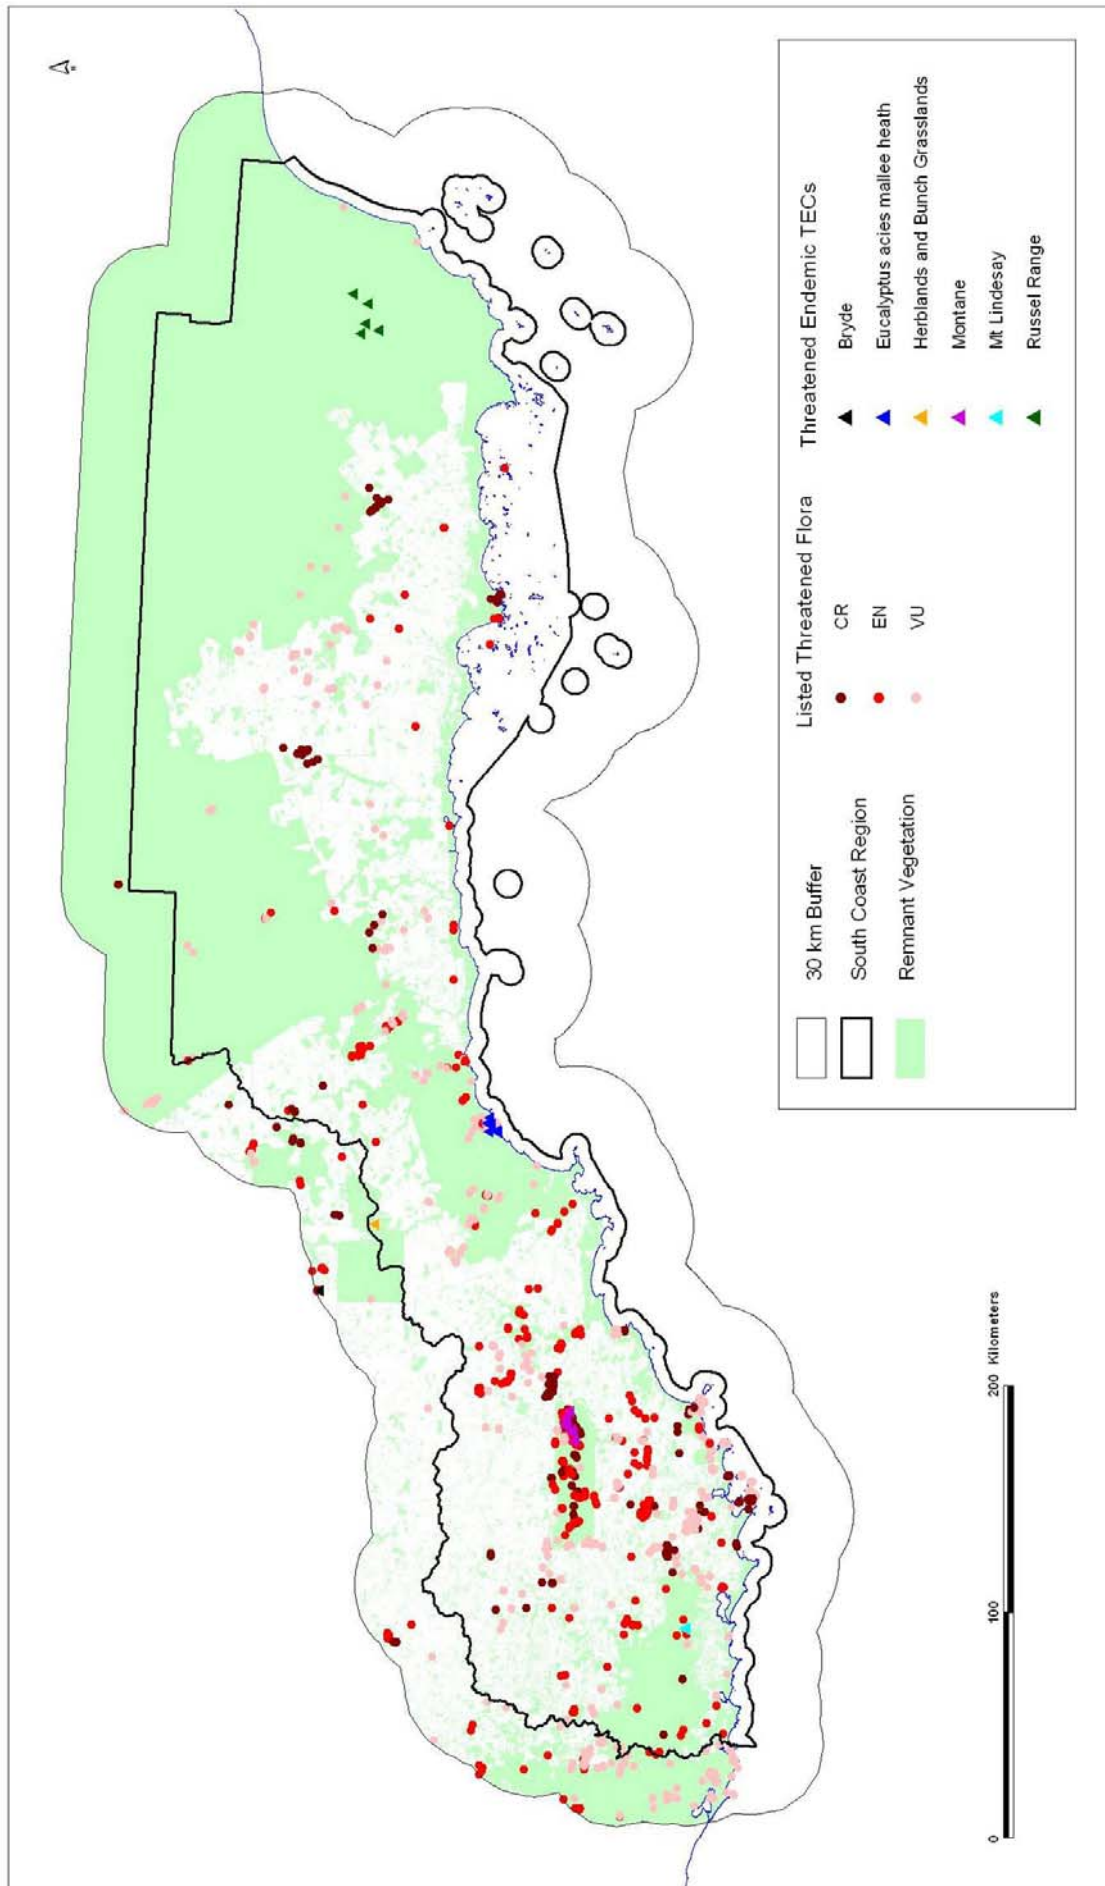 30 km Buffer
South Coast Region
Remnant Vegetation
Listed Threatened Flora
CR
EN
VU
Threatened Endemic TECs
Bryde
Eucalyptus acies mallee heath
Herblands and Bunch Grasslands
Montane
Mt Lindesay
Russel Range
0 100 200 Kilometers